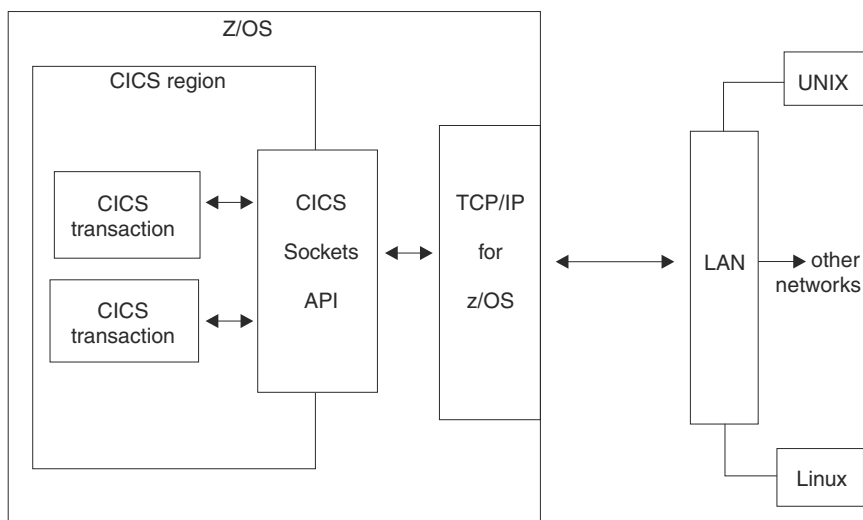 Z/OS
CICS region
CICS
transaction
CICS
transaction
CICS
Sockets
API
TCP/IP
for
z/OS
LAN
UNIX
other
networks
Linux